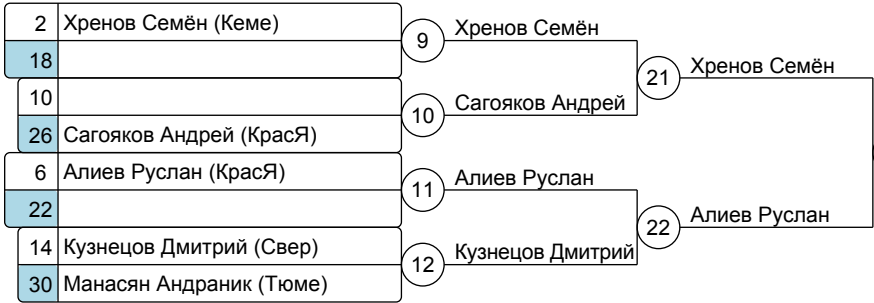 2 Хренов Семён (Кеме)
18
9 Хренов Семён
10
26 Сагояков Андрей (КрасЯ)
10 Сагояков Андрей
21 Хренов Семён
6 Алиев Руслан (КрасЯ)
22
11 Алиев Руслан
14 Кузнецов Дмитрий (Свер)
30 Манасян Андраник (Тюме)
12 Кузнецов Дмитрий
22 Алиев Руслан